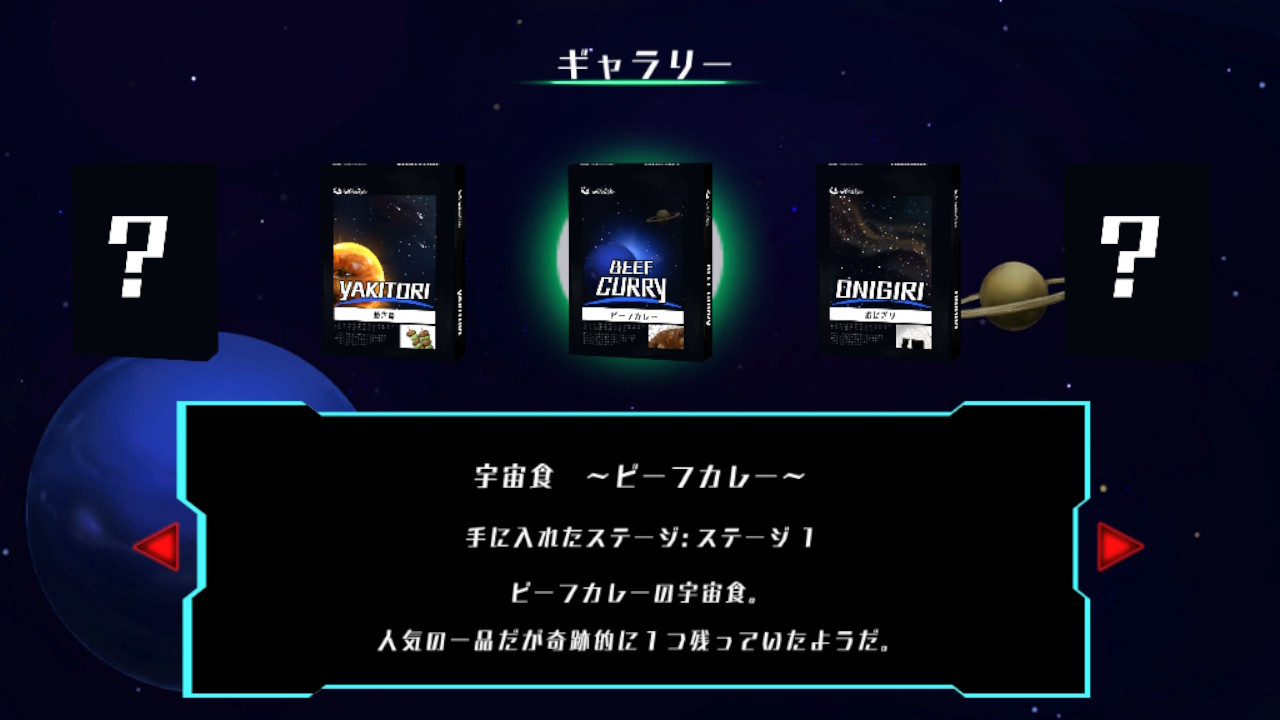 ギャラリー
?
YAKITORI
焼き鳥
BEEF
CURRY
ビーフカレー
ONIGIRI
おにぎり
?
宇宙食 ～ビーフカレー～
手に入れたステージ: ステージ 1
ビーフカレーの宇宙食。
人気の一品だが奇跡的に1つ残っていたようだ。